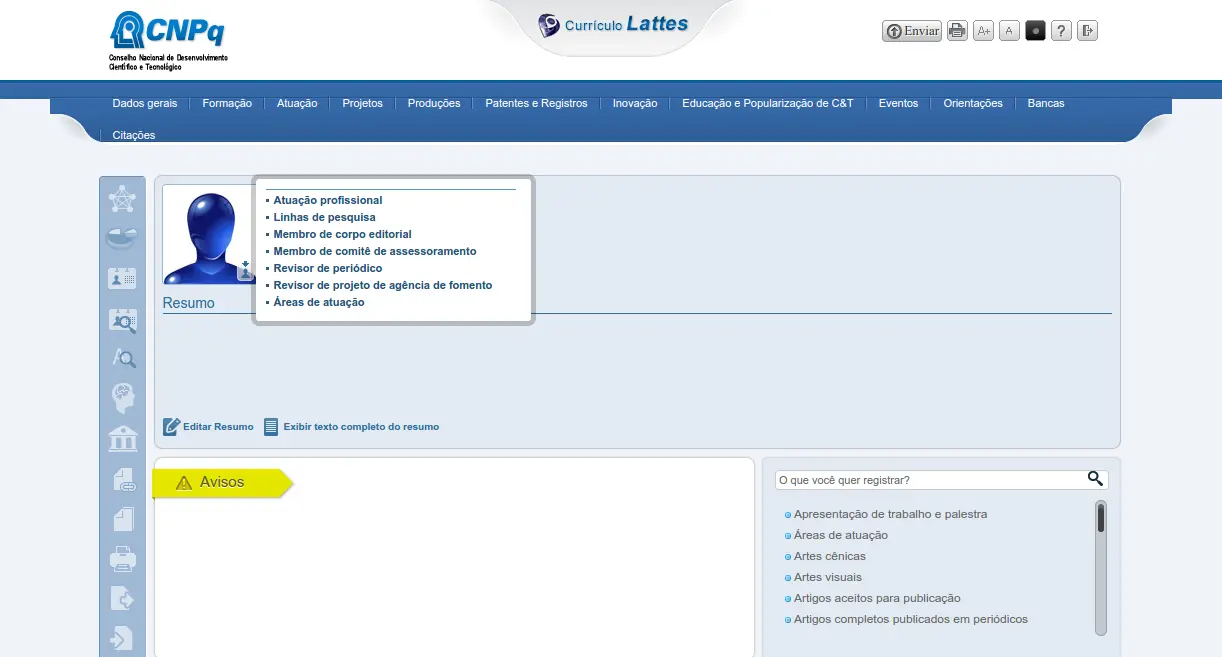 CNPq
Conselho Nacional de Desenvolvimento
Científico e Tecnológico
Currículo Lattes
Enviar
A+
A
?
Dados gerais
Formação
Atuação
Projetos
Produções
Patentes e Registros
Inovação
Educação e Popularização de C&T
Eventos
Orientações
Bancas
Citações
Atuação profissional
Linhas de pesquisa
Membro de corpo editorial
Membro de comitê de assessoramento
Revisor de periódico
Revisor de projeto de agência de fomento
Áreas de atuação
Resumo
Editar Resumo
Exibir texto completo do resumo
Avisos
O que você quer registrar?
Apresentação de trabalho e palestra
Áreas de atuação
Artes cênicas
Artes visuais
Artigos aceitos para publicação
Artigos completos publicados em periódicos